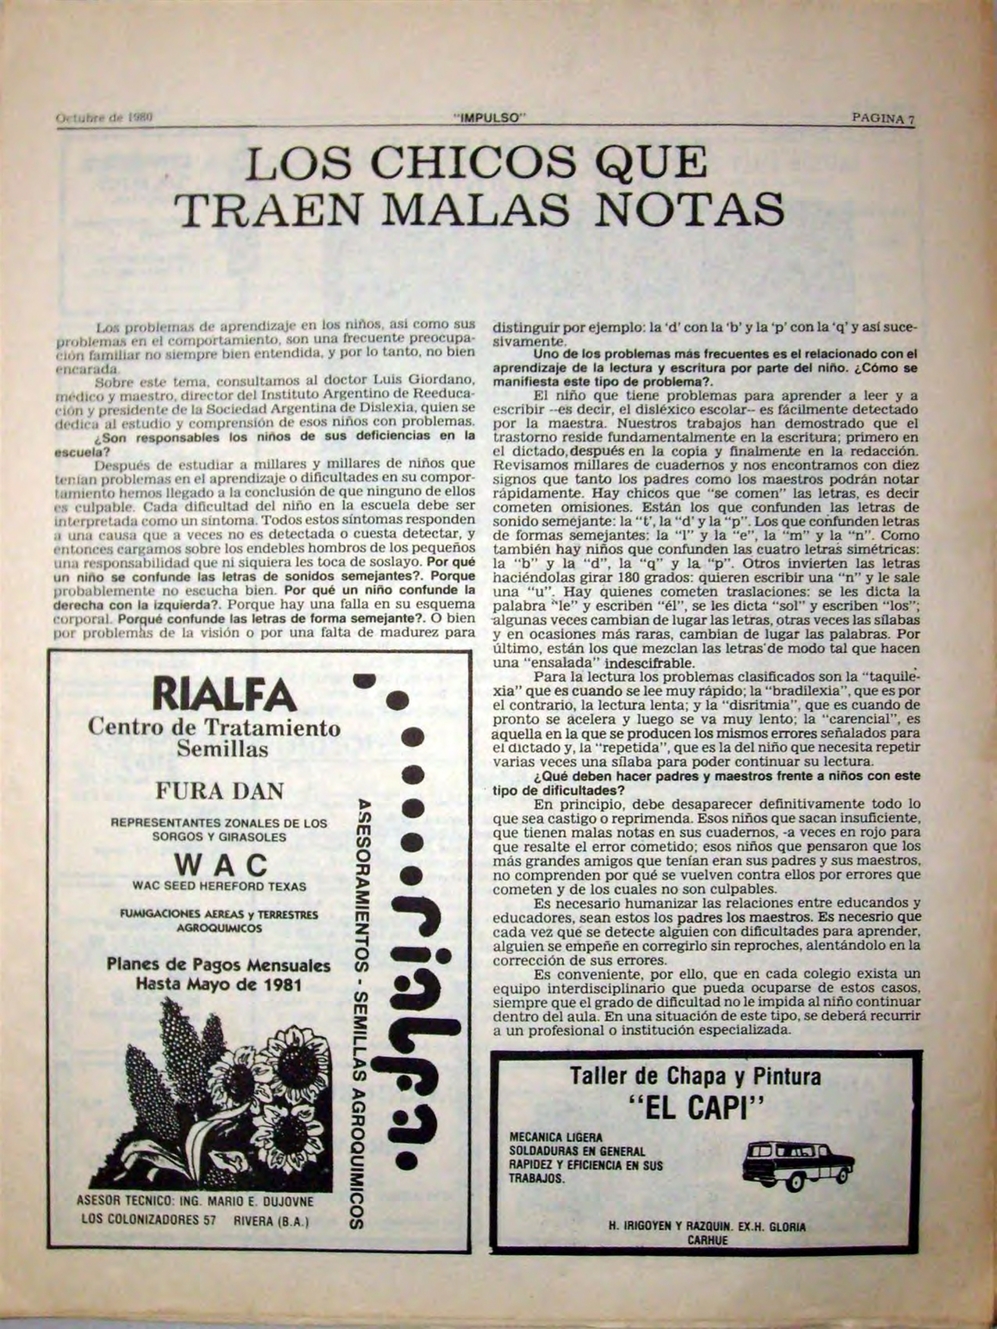 Octubre de 1980
"IMPULSO"
PAGINA 7
LOS CHICOS QUE
TRAEN MALAS NOTAS
Los problemas de aprendizaje en los niños, así como sus
problemas en el comportamiento, son una frecuente preocupa-
ción familiar no siempre bien entendida, y por lo tanto, no bien
encarada.
Sobre este tema, consultamos al doctor Luis Giordano,
médico y maestro, director del Instituto Argentino de Reeduca-
ción y presidente de la Sociedad Argentina de Dislexia, quien se
dedica al estudio y comprensión de esos niños con problemas.
¿Son responsables los niños de sus deficiencias en la
escuela?
Después de estudiar a millares y millares de niños que
tenían problemas en el aprendizaje o dificultades en su compor-
tamiento hemos llegado a la conclusión de que ninguno de ellos
es culpable. Cada dificultad del niño en la escuela debe ser
interpretada como un síntoma. Todos estos síntomas responden
a una causa que a veces no es detectada o cuesta detectar, y
entonces cargamos sobre los endebles hombros de los pequeños
una responsabilidad que ni siquiera les toca de soslayo. Por qué
un niño se confunde las letras de sonidos semejantes?. Porque
probablemente no escucha bien. Por qué un niño confunde la
derecha con la izquierda?. Porque hay una falla en su esquema
corporal. Porqué confunde las letras de forma semejante?. O bien
por problemas de la visión o por una falta de madurez para
distinguir por ejemplo: la 'd' con la 'b' y la 'p' con la 'q' y así suce-
sivamente.
Uno de los problemas más frecuentes es el relacionado con el
aprendizaje de la lectura y escritura por parte del niño. ¿Cómo se
manifiesta este tipo de problema?.
El niño que tiene problemas para aprender a leer y a
escribir --es decir, el disléxico escolar-- es fácilmente detectado
por la maestra. Nuestros trabajos han demostrado que el
trastorno reside fundamentalmente en la escritura; primero en
el dictado, después en la copia y finalmente en la redacción.
Revisamos millares de cuadernos y nos encontramos con diez
signos que tanto los padres como los maestros podrán notar
rápidamente. Hay chicos que "se comen" las letras, es decir
cometen omisiones. Están los que confunden las letras de
sonido semejante: la "t', la "d' y la "p". Los que confunden letras
de formas semejantes: la "l" y la "e", la "m" y la "n". Como
también hay niños que confunden las cuatro letras simétricas:
la "b" y la "d", la "q" y la "p". Otros invierten las letras
haciéndolas girar 180 grados: quieren escribir una "n" y le sale
una "u". Hay quienes cometen traslaciones: se les dicta la
palabra "le" y escriben "él", se les dicta "sol" y escriben "los";
algunas veces cambian de lugar las letras, otras veces las sílabas
y en ocasiones más raras, cambian de lugar las palabras. Por
último, están los que mezclan las letras de modo tal que hacen
una "ensalada" indescifrable.
Para la lectura los problemas clasificados son la "taquile-
xia" que es cuando se lee muy rápido; la "bradilexia", que es por
el contrario, la lectura lenta; y la "disritmia", que es cuando de
pronto se acelera y luego se va muy lento; la "carencial", es
aquella en la que se producen los mismos errores señalados para
el dictado y, la "repetida", que es la del niño que necesita repetir
varias veces una sílaba para poder continuar su lectura.
¿Qué deben hacer padres y maestros frente a niños con este
tipo de dificultades?
En principio, debe desaparecer definitivamente todo lo
que sea castigo o reprimenda. Esos niños que sacan insuficiente,
que tienen malas notas en sus cuadernos, -a veces en rojo para
que resalte el error cometido; esos niños que pensaron que los
más grandes amigos que tenían eran sus padres y sus maestros,
no comprenden por qué se vuelven contra ellos por errores que
cometen y de los cuales no son culpables.
Es necesario humanizar las relaciones entre educandos y
educadores, sean estos los padres los maestros. Es necesrio que
cada vez que se detecte alguien con dificultades para aprender,
alguien se empeñe en corregirlo sin reproches, alentándolo en la
corrección de sus errores.
Es conveniente, por ello, que en cada colegio exista un
equipo interdisciplinario que pueda ocuparse de estos casos,
siempre que el grado de dificultad no le impida al niño continuar
dentro del aula. En una situación de este tipo, se deberá recurrir
a un profesional o institución especializada.
RIALFA
Centro de Tratamiento
Semillas
FURA DAN
REPRESENTANTES ZONALES DE LOS
SORGOS Y GIRASOLES
WAC
WAC SEED HEREFORD TEXAS
FUMIGACIONES AEREAS y TERRESTRES
AGROQUIMICOS
Planes de Pagos Mensuales
Hasta Mayo de 1981
ASESORAMIENTOS - SEMILLAS AGROQUIMICOS
rialfa
ASESOR TECNICO: ING. MARIO E. DUJOVNE
LOS COLONIZADORES 57 RIVERA (B.A.)
Taller de Chapa y Pintura
"EL CAPI"
MECANICA LIGERA
SOLDADURAS EN GENERAL
RAPIDEZ Y EFICIENCIA EN SUS
TRABAJOS.
H. IRIGOYEN Y RAZQUIN. EX.H. GLORIA
CARHUE